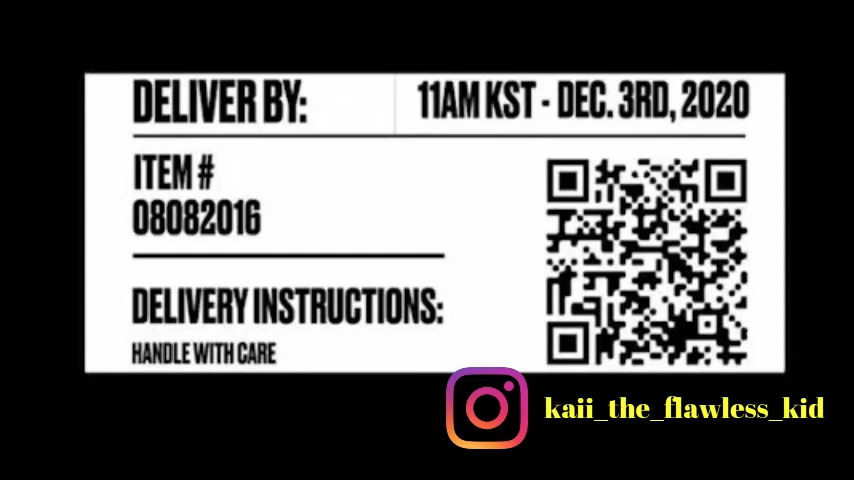 DELIVER BY: 11AM KST - DEC. 3RD, 2020
ITEM #
08082016
DELIVERY INSTRUCTIONS:
HANDLE WITH CARE
kaii_the_flawless_kid